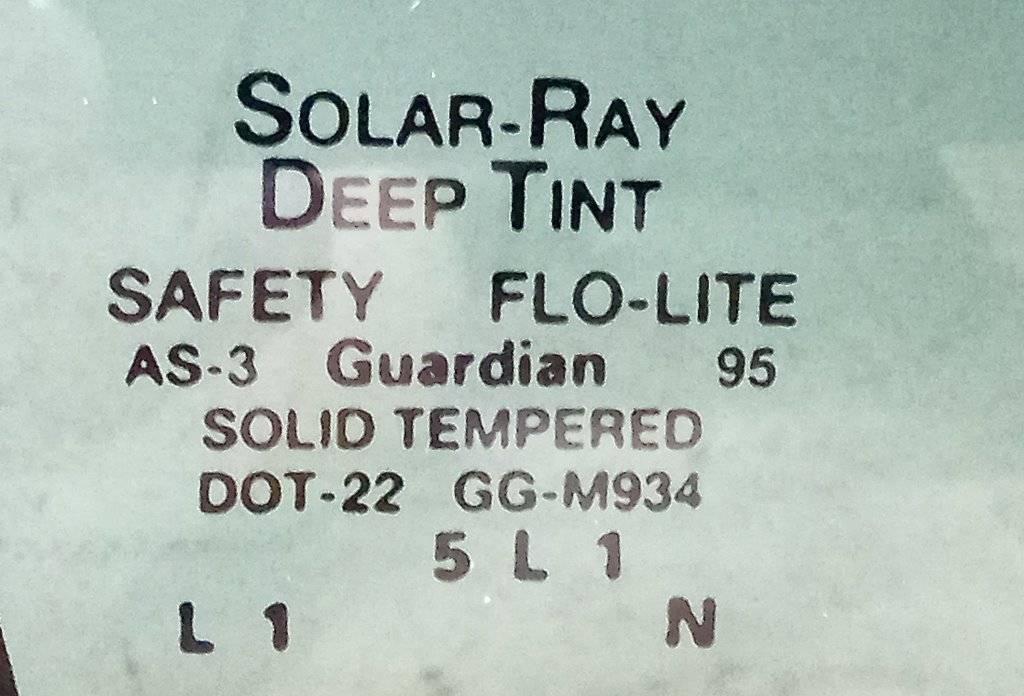 SOLAR-RAY
DEEP TINT
SAFETY FLO-LITE
AS-3 Guardian 95
SOLID TEMPERED
DOT-22 GG-M934
5 L 1
L 1 N